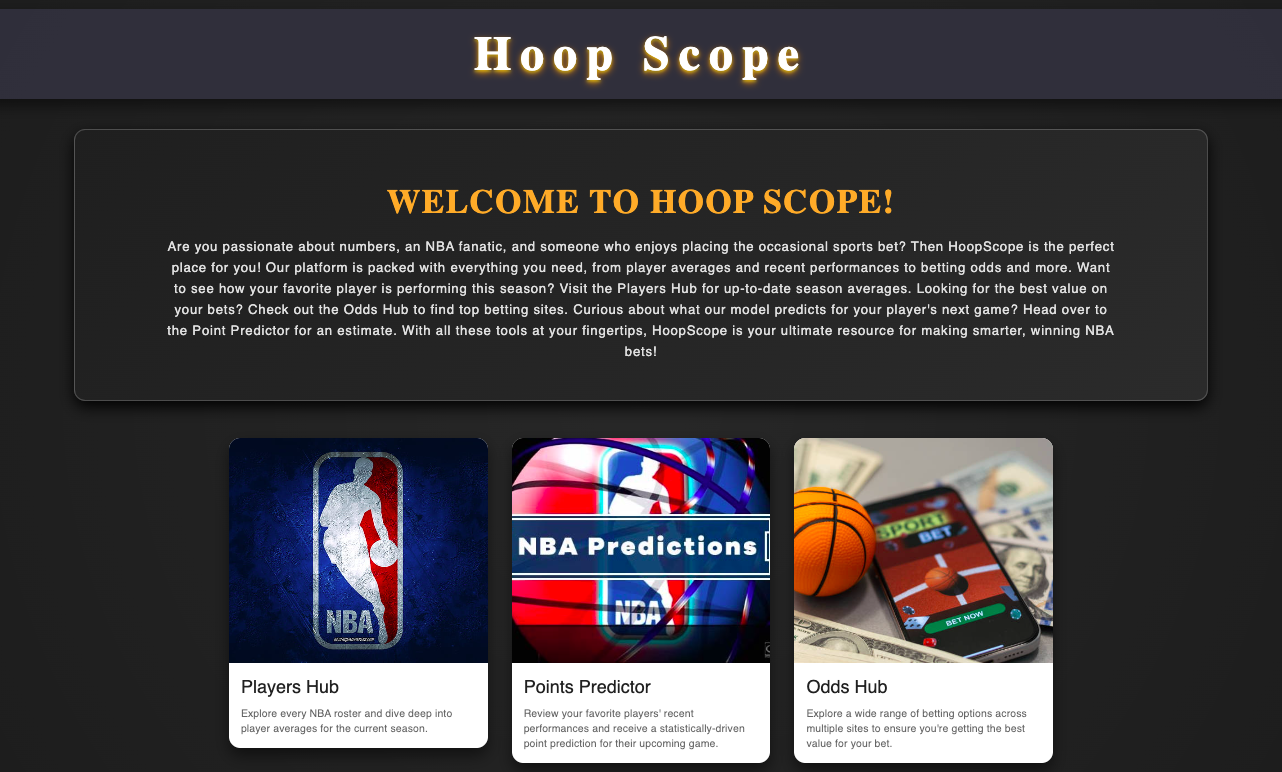 Hoop Scope
WELCOME TO HOOP SCOPE!
Are you passionate about numbers, an NBA fanatic, and someone who enjoys placing the occasional sports bet? Then HoopScope is the perfect
place for you! Our platform is packed with everything you need, from player averages and recent performances to betting odds and more. Want
to see how your favorite player is performing this season? Visit the Players Hub for up-to-date season averages. Looking for the best value on
your bets? Check out the Odds Hub to find top betting sites. Curious about what our model predicts for your player's next game? Head over to
the Point Predictor for an estimate. With all these tools at your fingertips, HoopScope is your ultimate resource for making smarter, winning NBA
bets!
NBA
NBA Predictions
NBA
SPORT
BET
BET NOW
Players Hub
Explore every NBA roster and dive deep into
player averages for the current season.
Points Predictor
Review your favorite players' recent
performances and receive a statistically-driven
point prediction for their upcoming game.
Odds Hub
Explore a wide range of betting options across
multiple sites to ensure you're getting the best
value for your bet.